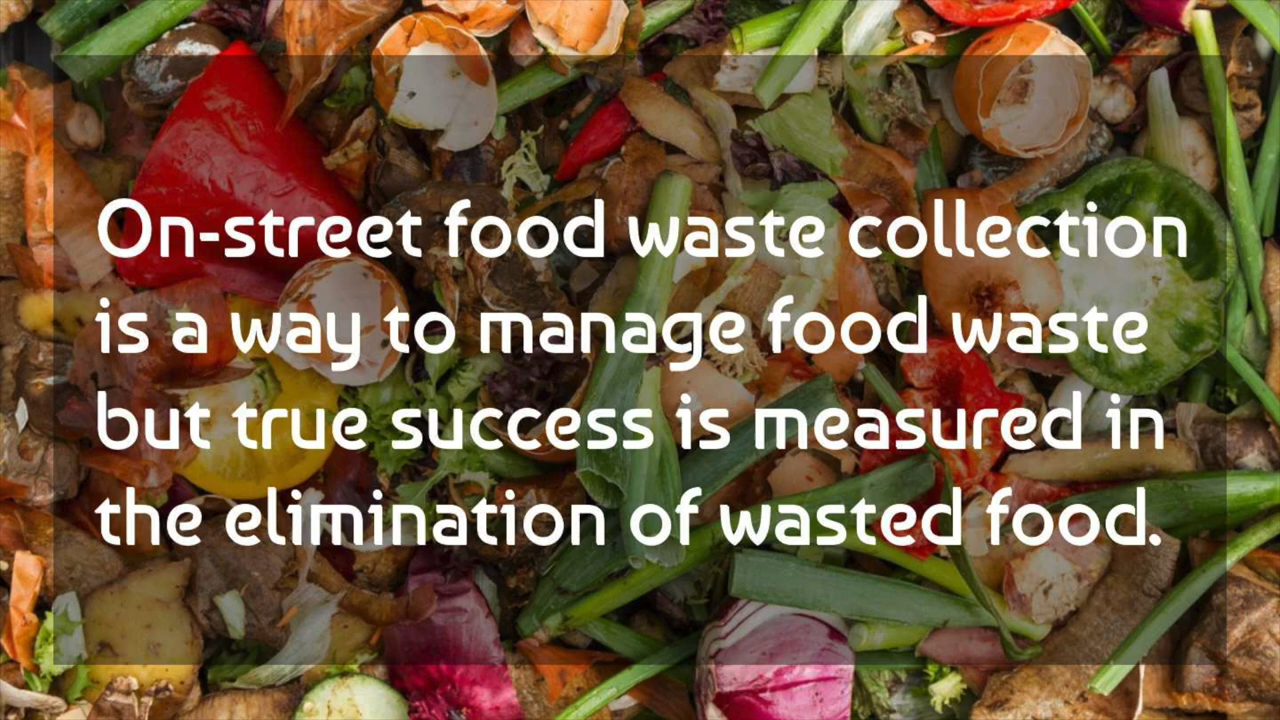 On-street food waste collection
is a way to manage food waste
but true success is measured in
the elimination of wasted food.